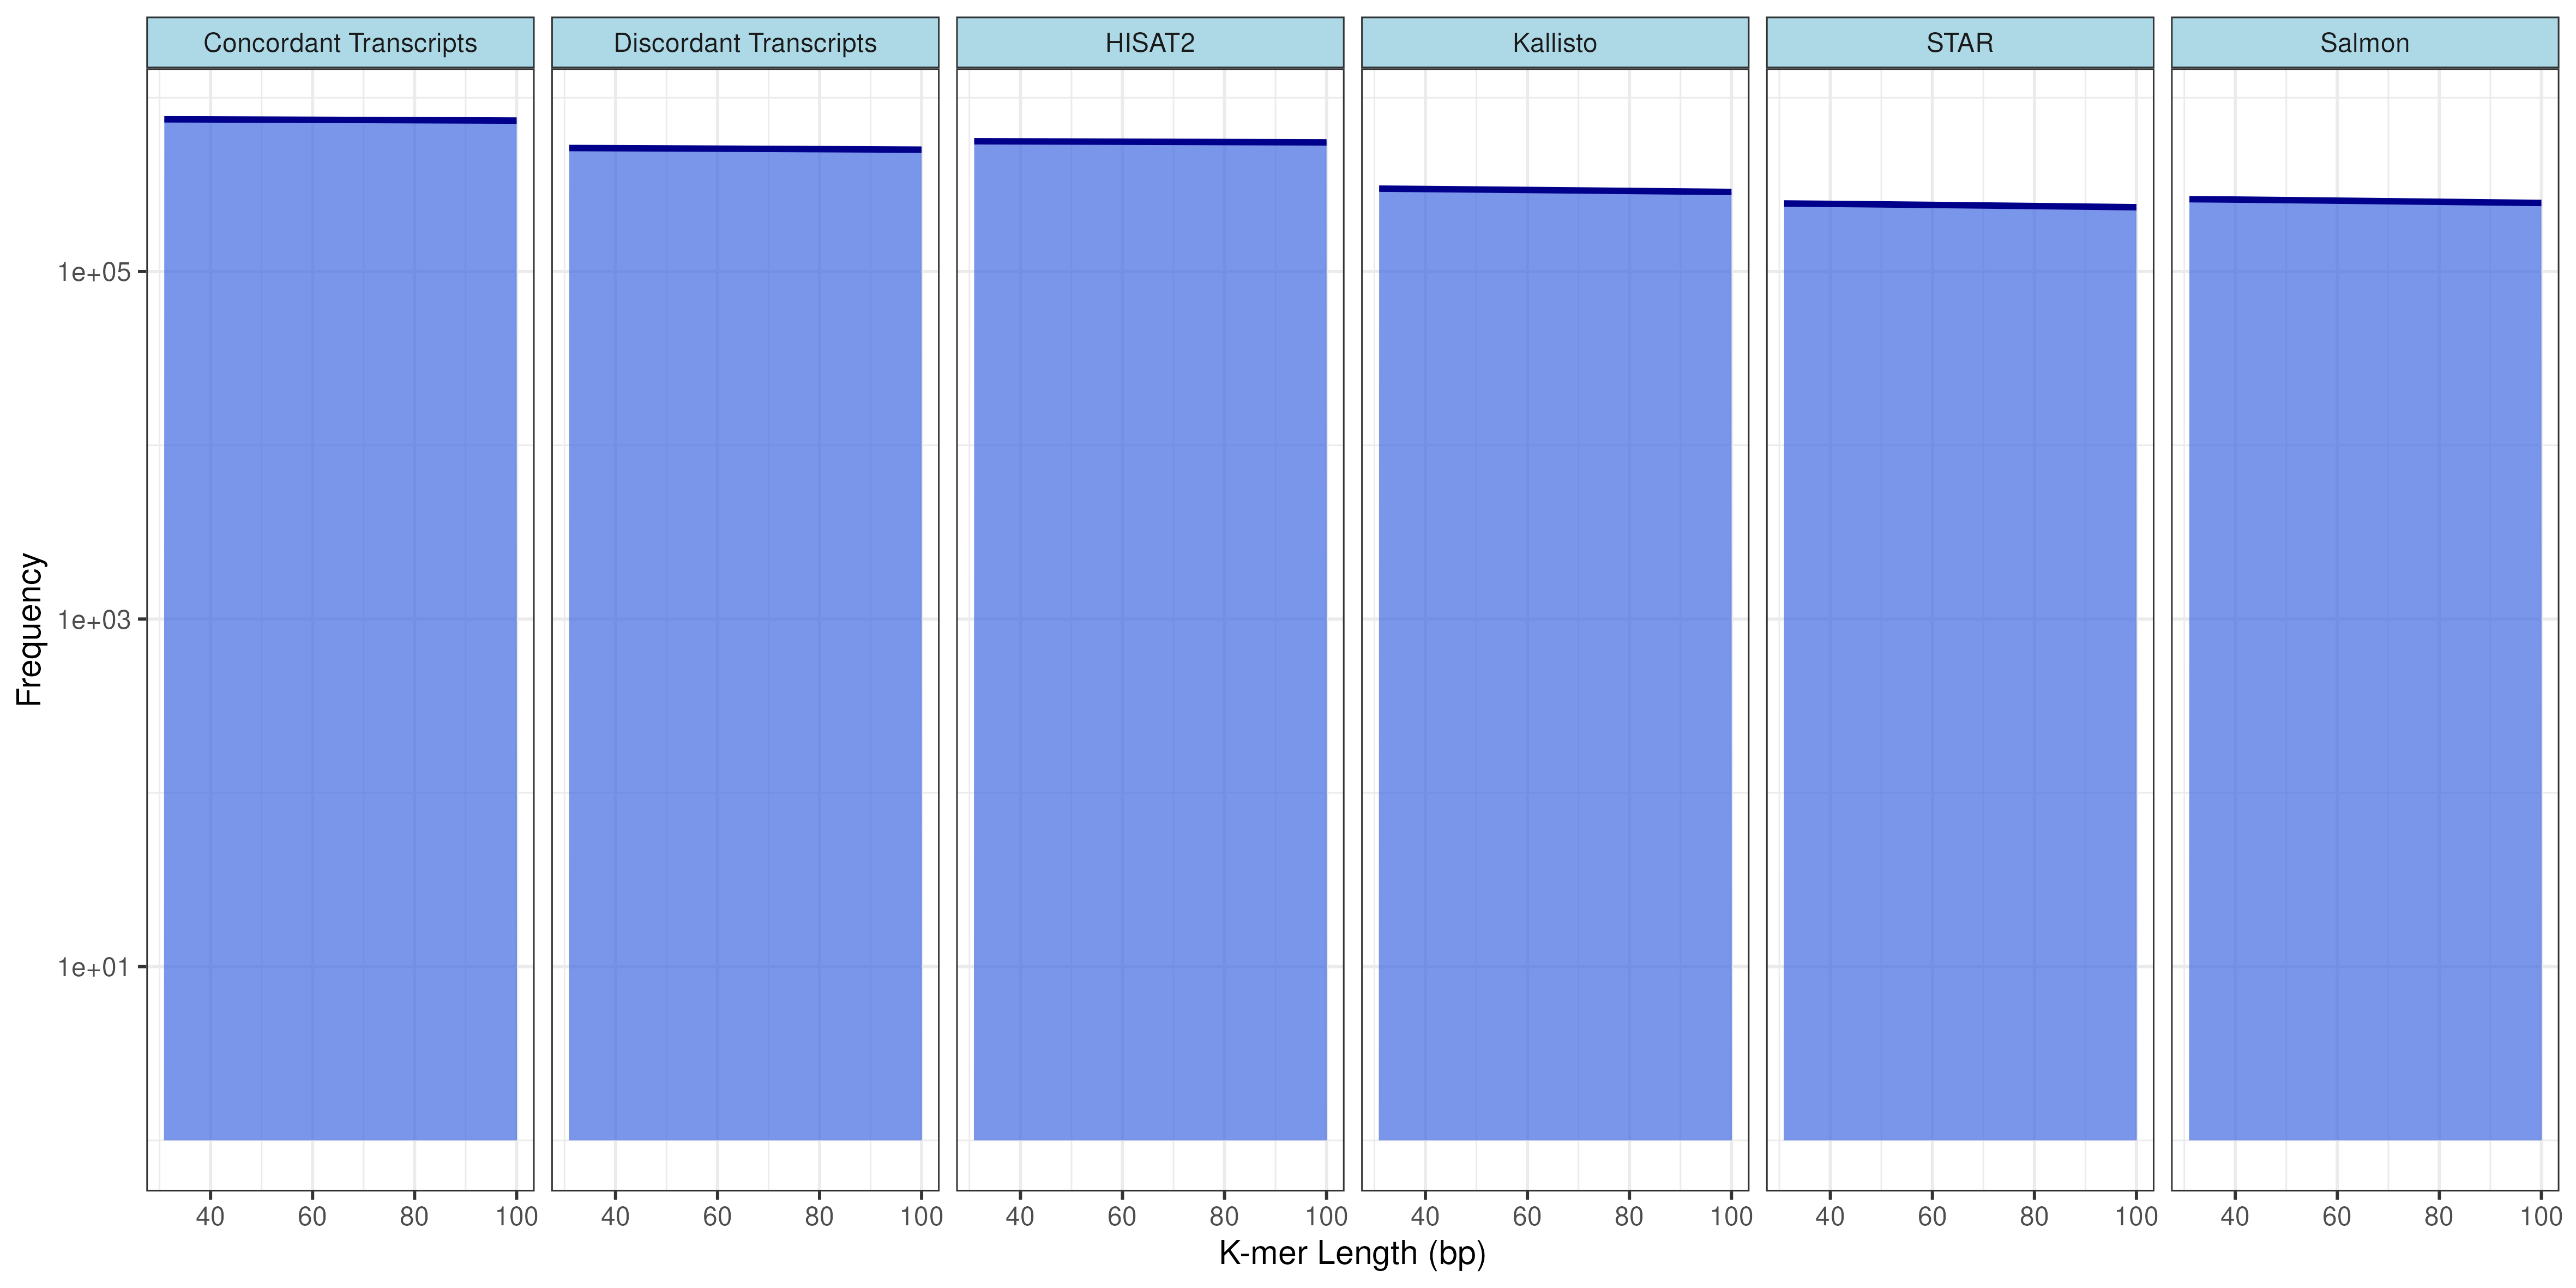 Concordant Transcripts
Discordant Transcripts
HISAT2
Kallisto
STAR
Salmon
Frequency
1e+05
1e+03
1e+01
40 60 80 100
40 60 80 100
40 60 80 100
40 60 80 100
40 60 80 100
40 60 80 100
K-mer Length (bp)